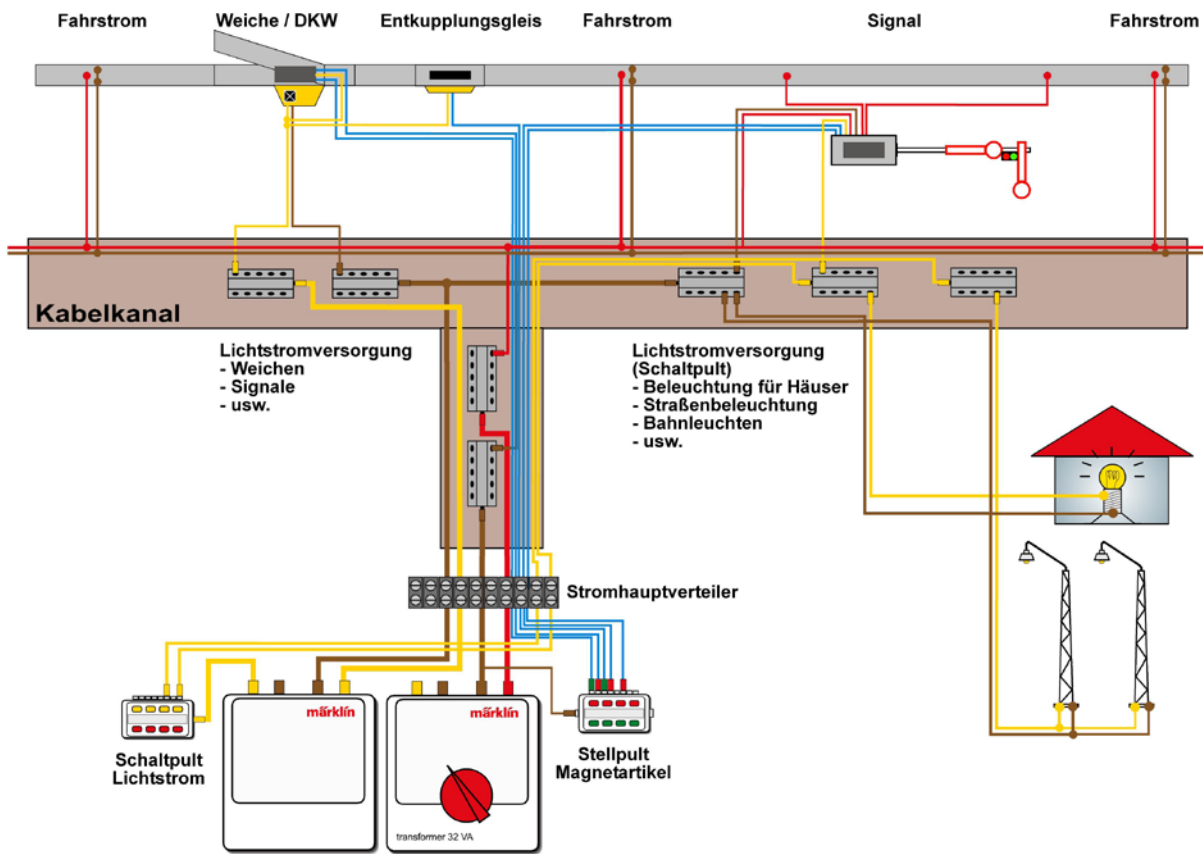 Fahrstrom
Weiche / DKW
Entkupplungsgleis
Fahrstrom
Signal
Fahrstrom
Kabelkanal
Lichtstromversorgung
- Weichen
- Signale
- usw.
Lichtstromversorgung
(Schaltpult)
- Beleuchtung für Häuser
- Straßenbeleuchtung
- Bahnleuchten
- usw.
Stromhauptverteiler
Schaltpult
Lichtstrom
märklin
märklin
transformer 32 VA
Stellpult
Magnetartikel